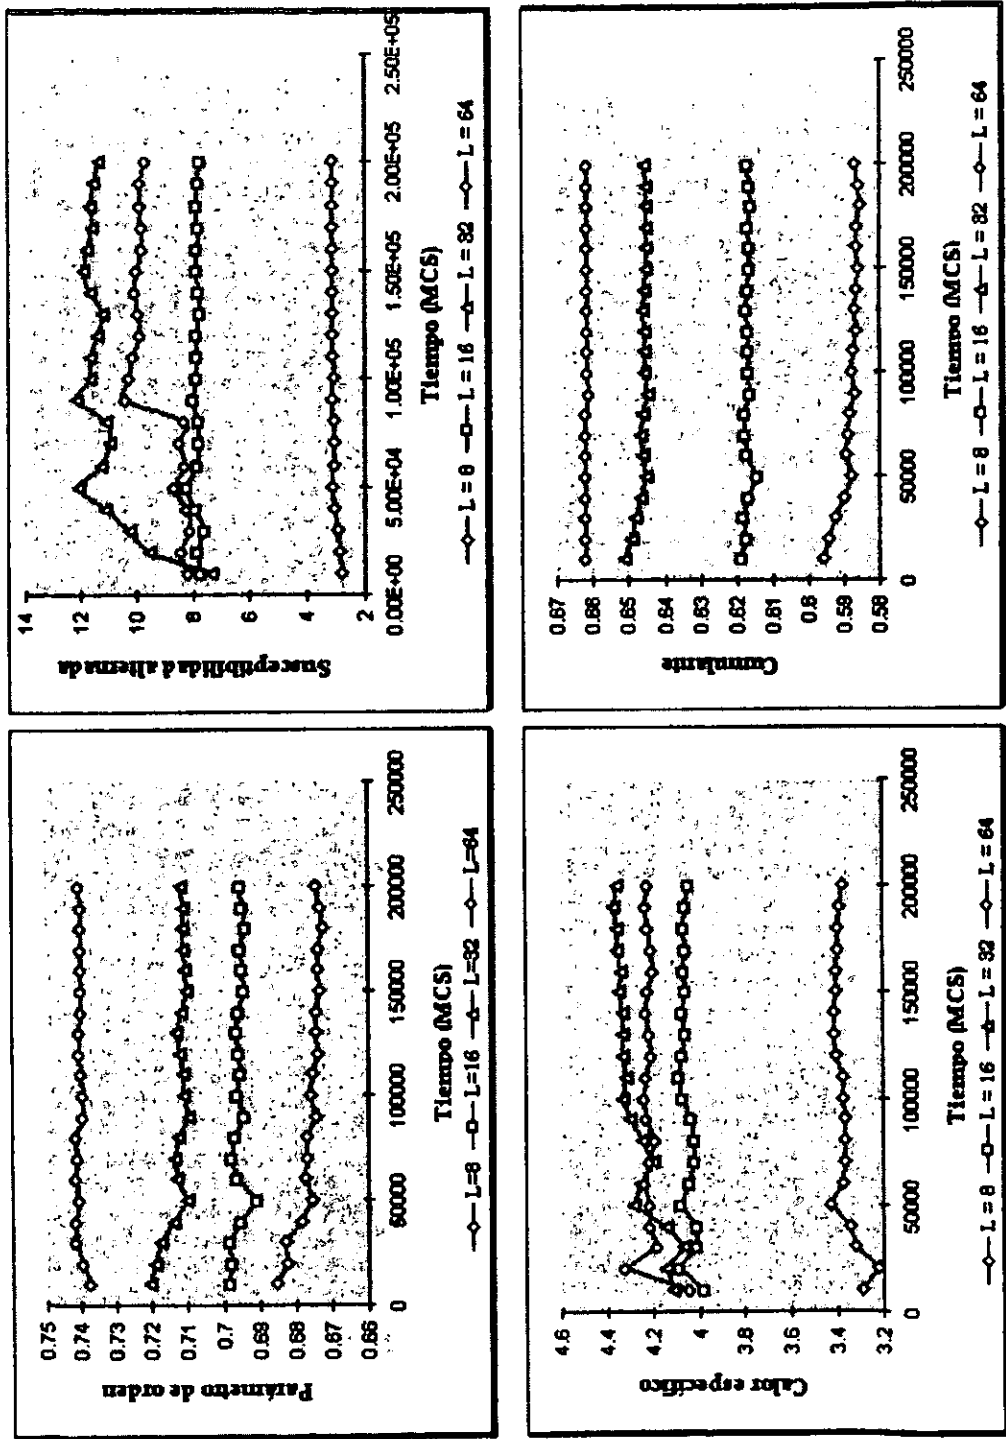 0.75
0.74
0.73
0.72
0.71
0.7
0.69
0.68
0.67
0.66
Parámetro de orden
0
50000
100000
150000
200000
250000
Tiempo (MCS)
L=8 L=16 L=32 L=64
14
12
10
8
6
4
2
Susceptibilidad alternada
0.00E+00
5.00E+04
1.00E+05
1.50E+05
2.00E+05
2.50E+05
Tiempo (MCS)
L = 8 L = 16 L = 32 L = 64
4.6
4.4
4.2
4
3.8
3.6
3.4
3.2
Calor específico
0
50000
100000
150000
200000
250000
Tiempo (MCS)
L = 8 L = 16 L = 32 L = 64
0.67
0.66
0.65
0.64
0.63
0.62
0.61
0.6
0.59
0.58
Cumulante
0
50000
100000
150000
200000
250000
Tiempo (MCS)
L = 8 L = 16 L = 32 L = 64